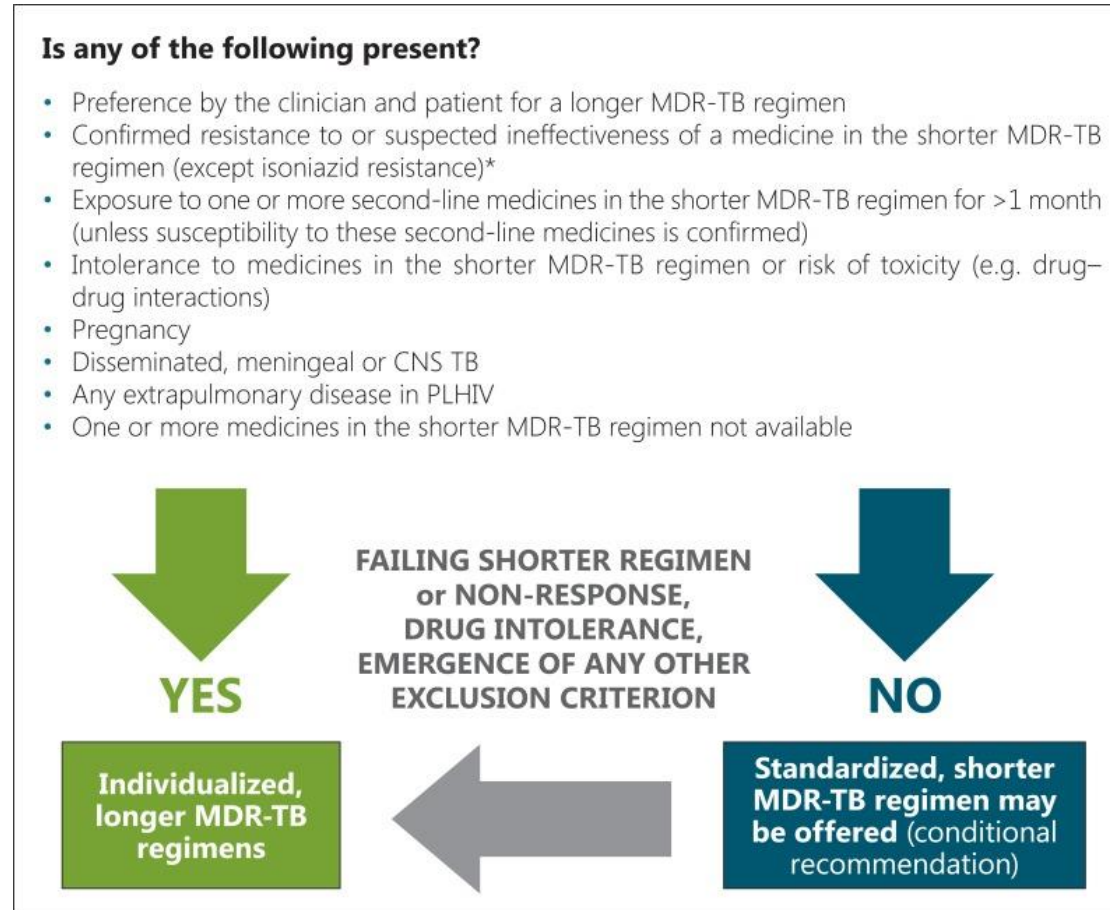 Is any of the following present?
• Preference by the clinician and patient for a longer MDR-TB regimen
• Confirmed resistance to or suspected ineffectiveness of a medicine in the shorter MDR-TB
regimen (except isoniazid resistance)*
• Exposure to one or more second-line medicines in the shorter MDR-TB regimen for >1 month
(unless susceptibility to these second-line medicines is confirmed)
• Intolerance to medicines in the shorter MDR-TB regimen or risk of toxicity (e.g. drug–
drug interactions)
• Pregnancy
• Disseminated, meningeal or CNS TB
• Any extrapulmonary disease in PLHIV
• One or more medicines in the shorter MDR-TB regimen not available
FAILING SHORTER REGIMEN
or NON-RESPONSE,
DRUG INTOLERANCE,
EMERGENCE OF ANY OTHER
EXCLUSION CRITERION
YES
NO
Individualized,
longer MDR-TB
regimens
Standardized, shorter
MDR-TB regimen may
be offered (conditional
recommendation)